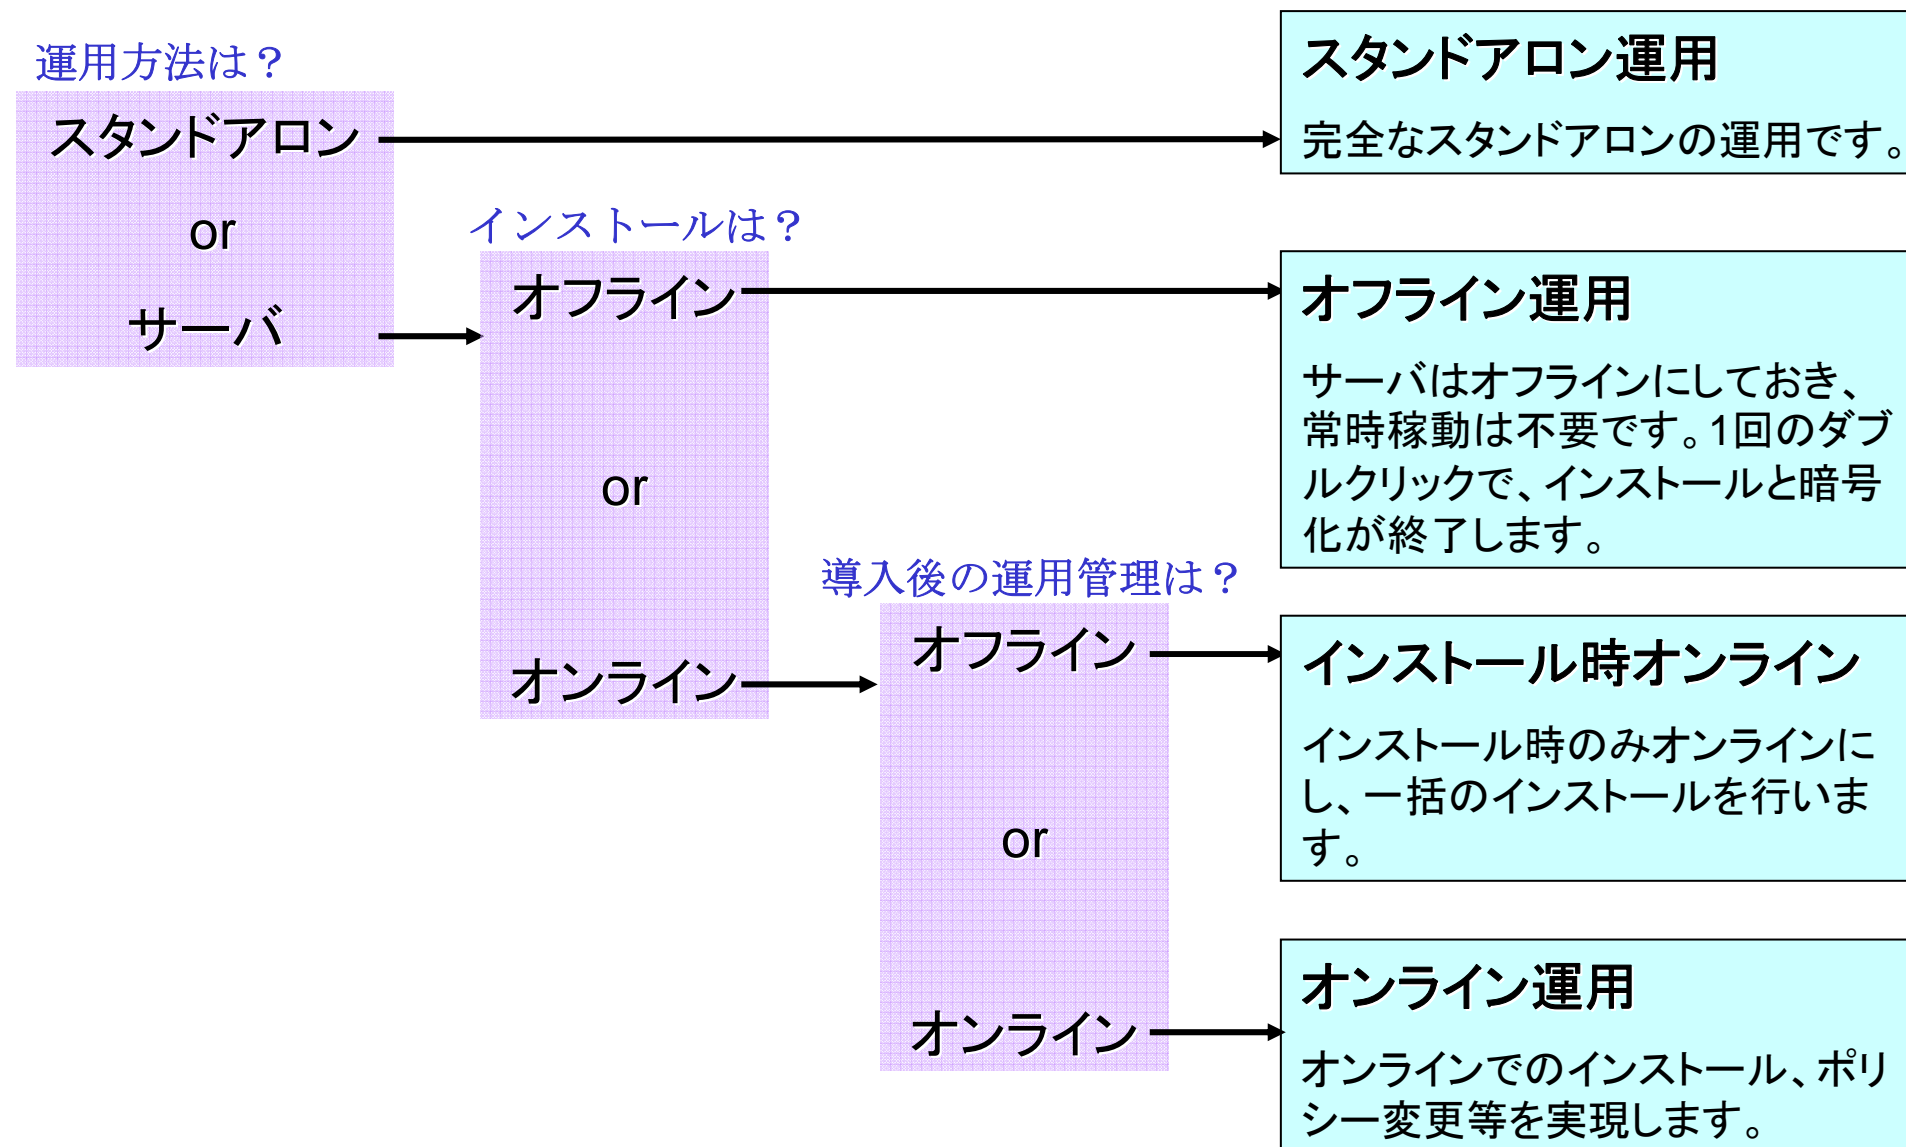 運用方法は？
スタンドアロン
or
サーバ
インストールは？
オフライン
or
オンライン
導入後の運用管理は？
オフライン
or
オンライン
スタンドアロン運用
完全なスタンドアロンの運用です。
オフライン運用
サーバはオフラインにしておき、
常時稼動は不要です。1回のダブ
ルクリックで、インストールと暗号
化が終了します。
インストール時オンライン
インストール時のみオンラインに
し、一括のインストールを行いま
す。
オンライン運用
オンラインでのインストール、ポリ
シー変更等を実現します。